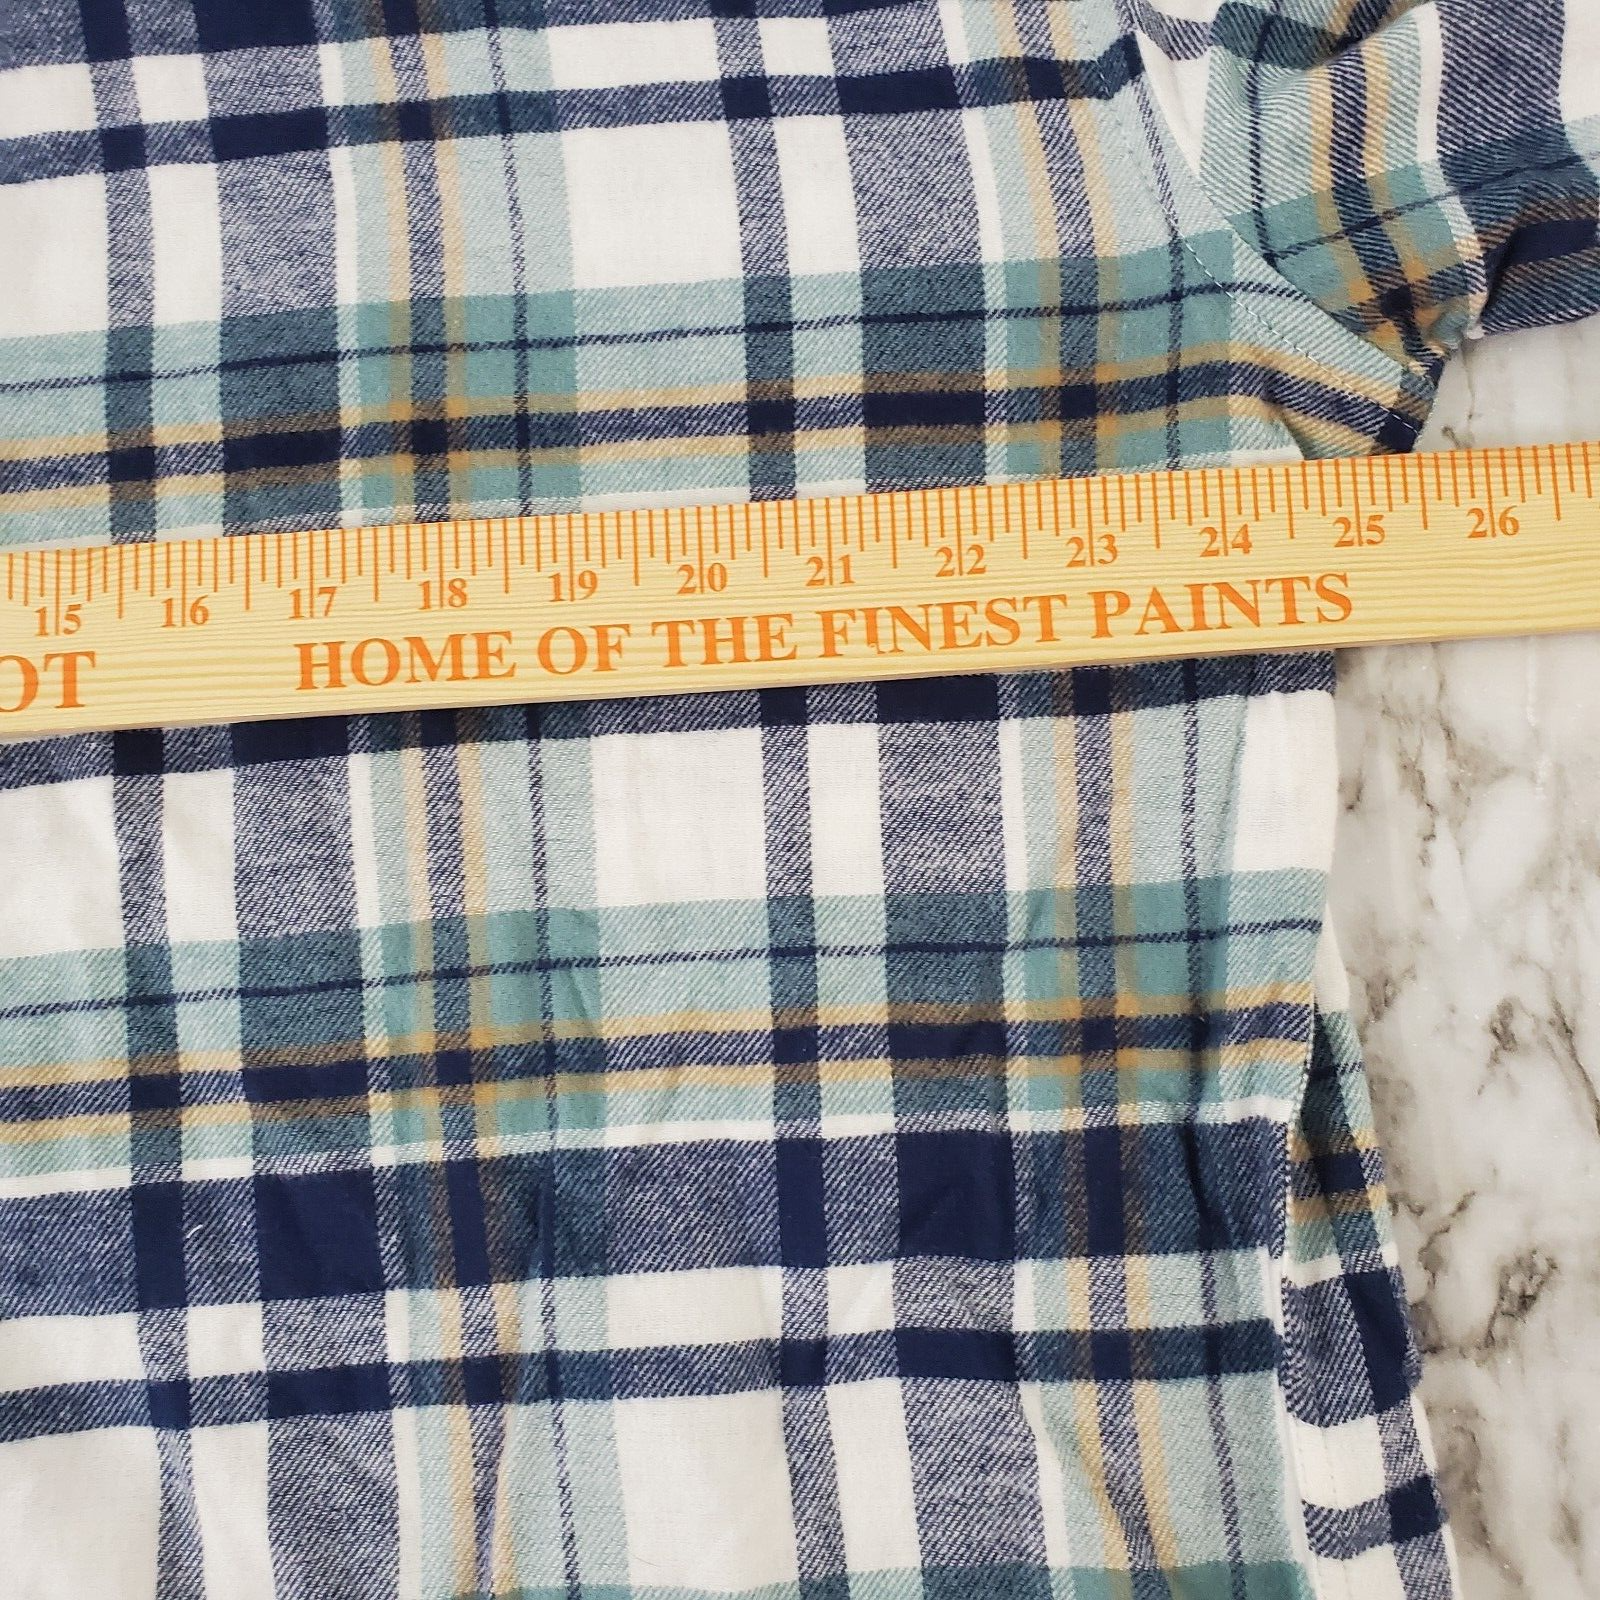 15 16 17 18 19 20 21 22 23 24 25 26
OT HOME OF THE FINEST PAINTS